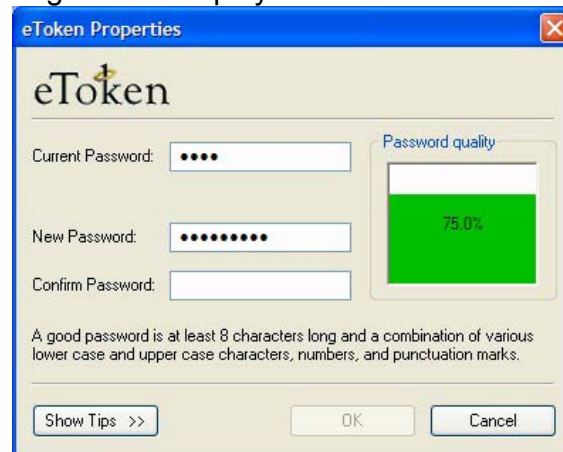 eToken Properties
eToken
Current Password: ••••
Password quality
75.0%
New Password: •••••••••
Confirm Password:
A good password is at least 8 characters long and a combination of various
lower case and upper case characters, numbers, and punctuation marks.
Show Tips >> OK Cancel